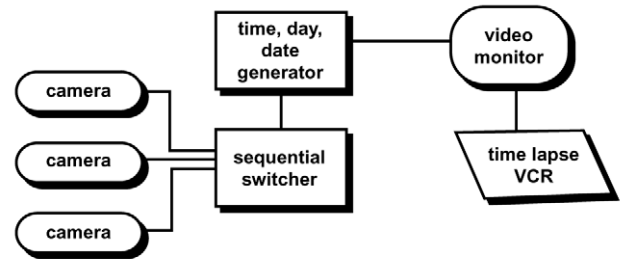 time, day,
date
generator
video
monitor
camera
camera
sequential
switcher
time lapse
VCR
camera